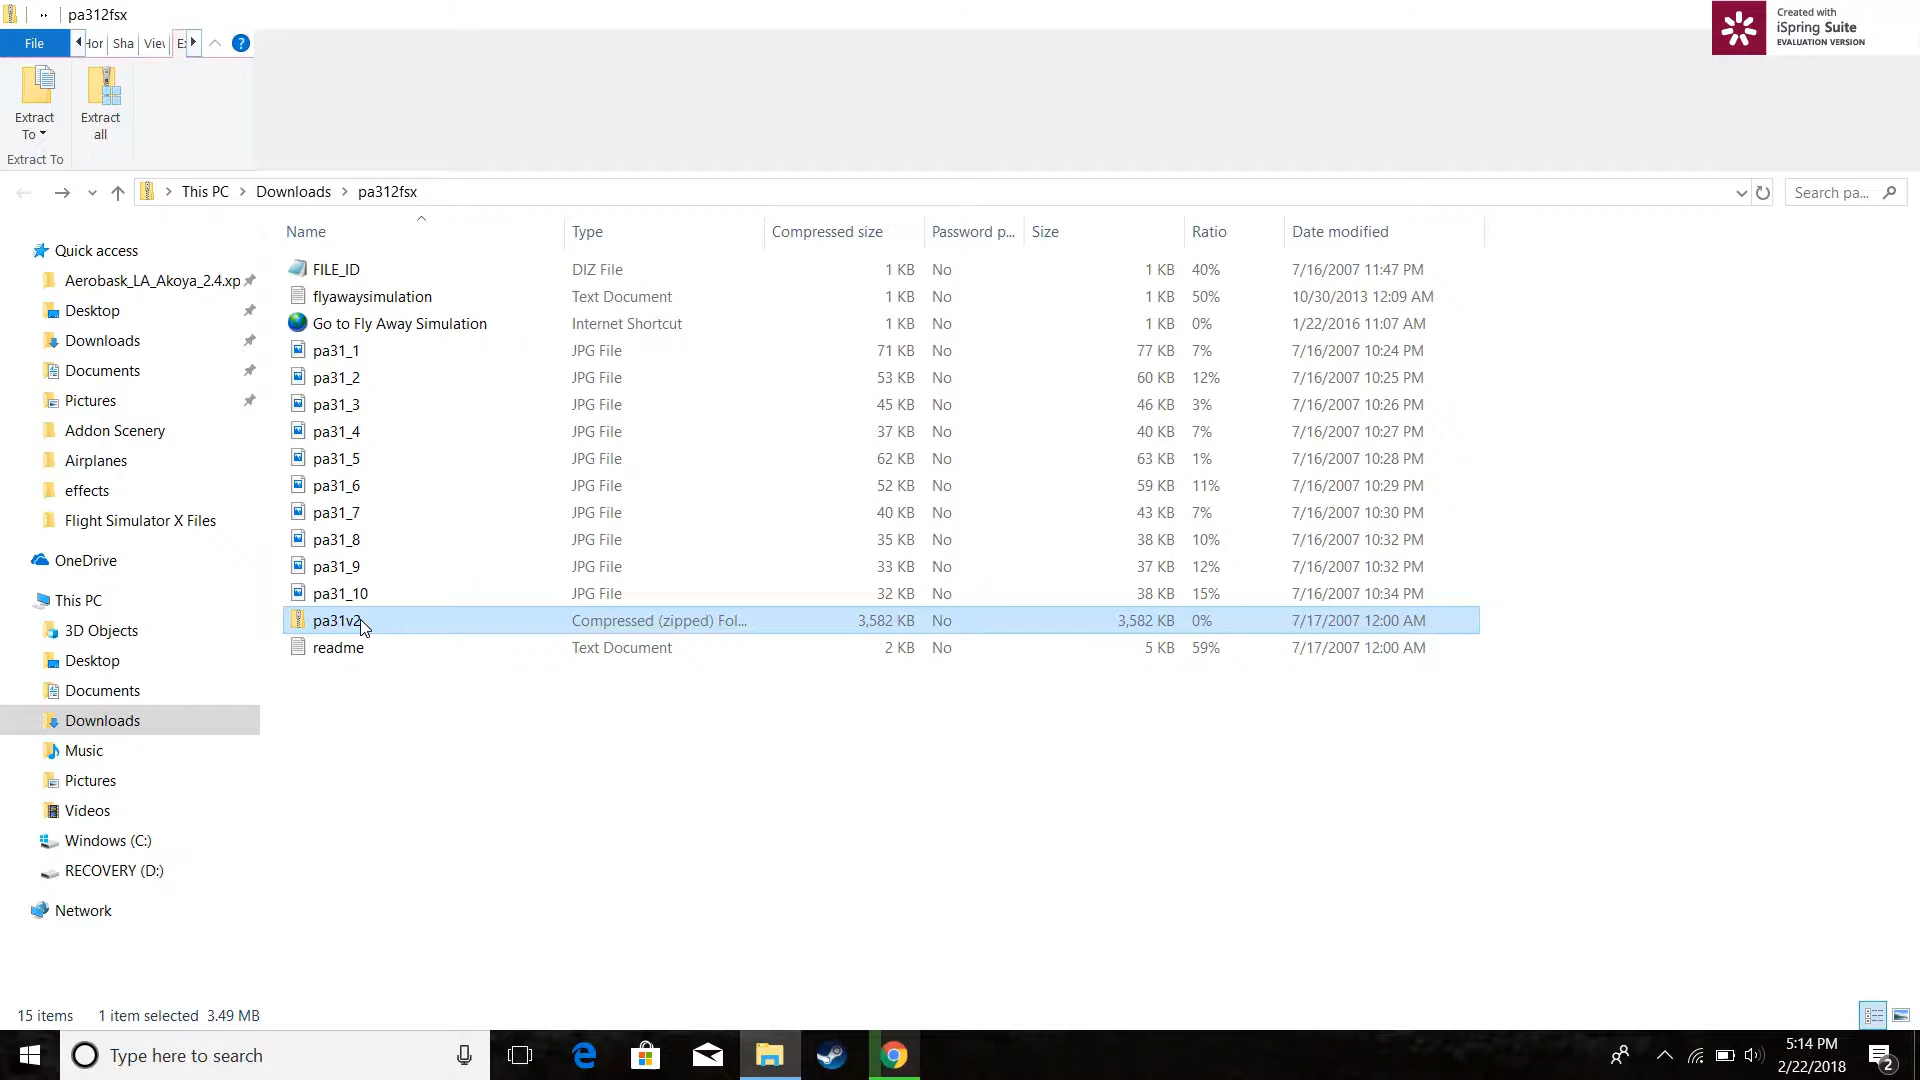 pa312fsx
Created with
iSpring Suite
EVALUATION VERSION
File
Hor
Sha
Viev
E
?
Extract
To
Extract
all
Extract To
This PC > Downloads > pa312fsx
Search pa...
Name Type Compressed size Password p... Size Ratio Date modified
FILE_ID DIZ File 1 KB No 1 KB 40% 7/16/2007 11:47 PM
flyawaysimulation Text Document 1 KB No 1 KB 50% 10/30/2013 12:09 AM
Go to Fly Away Simulation Internet Shortcut 1 KB No 1 KB 0% 1/22/2016 11:07 AM
pa31_1 JPG File 71 KB No 77 KB 7% 7/16/2007 10:24 PM
pa31_2 JPG File 53 KB No 60 KB 12% 7/16/2007 10:25 PM
pa31_3 JPG File 45 KB No 46 KB 3% 7/16/2007 10:26 PM
pa31_4 JPG File 37 KB No 40 KB 7% 7/16/2007 10:27 PM
pa31_5 JPG File 62 KB No 63 KB 1% 7/16/2007 10:28 PM
pa31_6 JPG File 52 KB No 59 KB 11% 7/16/2007 10:29 PM
pa31_7 JPG File 40 KB No 43 KB 7% 7/16/2007 10:30 PM
pa31_8 JPG File 35 KB No 38 KB 10% 7/16/2007 10:32 PM
pa31_9 JPG File 33 KB No 37 KB 12% 7/16/2007 10:32 PM
pa31_10 JPG File 32 KB No 38 KB 15% 7/16/2007 10:34 PM
pa31v2 Compressed (zipped) Fol... 3,582 KB No 3,582 KB 0% 7/17/2007 12:00 AM
readme Text Document 2 KB No 5 KB 59% 7/17/2007 12:00 AM
Quick access
Aerobask_LA_Akoya_2.4.xp
Desktop
Downloads
Documents
Pictures
Addon Scenery
Airplanes
effects
Flight Simulator X Files
OneDrive
This PC
3D Objects
Desktop
Documents
Downloads
Music
Pictures
Videos
Windows (C:)
RECOVERY (D:)
Network
15 items 1 item selected 3.49 MB
Type here to search
5:14 PM
2/22/2018
2